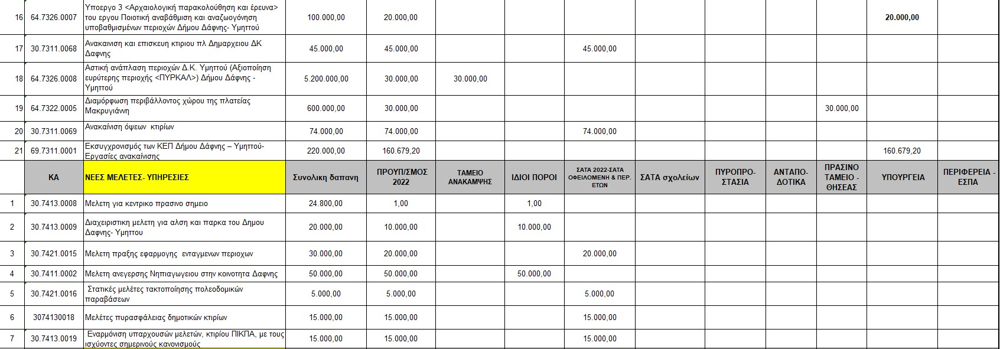 16 64.7326.0007 Υποεργο 3 <Αρχαιολογική παρακολούθηση και έρευνα> του εργου Ποιοτική αναβάθμιση και αναζωογόνηση υποβαθμισμένων περιοχών Δήμου Δάφνης- Υμηττού 100.000,00 20.000,00 20.000,00
17 30.7311.0068 Ανακαινιση και επισκευη κτιριου πλ Δημαρχειου ΔΚ Δαφνης 45.000,00 45.000,00 45.000,00
18 64.7326.0008 Αστική ανάπλαση περιοχών Δ.Κ. Υμηττού (Αξιοποίηση ευρύτερης περιοχής <ΠΥΡΚΑΛ>) Δήμου Δάφνης - Υμηττού 5.200.000,00 30.000,00 30.000,00
19 64.7322.0005 Διαμόρφωση περιβάλλοντος χώρου της πλατείας Μακρυγιάννη 600.000,00 30.000,00 30.000,00
20 30.7311.0069 Ανακαίνιση όψεων κτιρίων 74.000,00 74.000,00 74.000,00
21 69.7311.0001 Εκσυγχρονισμός των ΚΕΠ Δήμου Δάφνης – Υμηττού- Εργασίες ανακαίνισης 220.000,00 160.679,20 160.679,20
ΚΑ ΝΕΕΣ ΜΕΛΕΤΕΣ- ΥΠΗΡΕΣΙΕΣ Συνολικη δαπανη ΠΡΟΥΠ/ΣΜΟΣ 2022 ΤΑΜΕΙΟ ΑΝΑΚΑΜΨΗΣ ΙΔΙΟΙ ΠΟΡΟΙ ΣΑΤΑ 2022-ΣΑΤΑ ΟΦΕΙΛΟΜΕΝΗ & ΠΕΡ. ΕΤΩΝ ΣΑΤΑ σχολείων ΠΥΡΟΠΡΟ-ΣΤΑΣΙΑ ΑΝΤΑΠΟ-ΔΟΤΙΚΑ ΠΡΑΣΙΝΟ ΤΑΜΕΙΟ - ΘΗΣΕΑΣ ΥΠΟΥΡΓΕΙΑ ΠΕΡΙΦΕΡΕΙΑ - ΕΣΠΑ
1 30.7413.0008 Μελετη για κεντρικο πρασινο σημειο 24.800,00 1,00 1,00
2 30.7413.0009 Διαχειριστικη μελετη για αλση και παρκα του Δημου Δαφνης- Υμηττου 20.000,00 10.000,00 10.000,00
3 30.7421.0015 Μελετη πραξης εφαρμογης ενταγμενων περιοχων 30.000,00 20.000,00 20.000,00
4 30.7411.0002 Μελετη ανεγερσης Νηπιαγωγειου στην κοινοτητα Δαφνης 50.000,00 50.000,00 50.000,00
5 30.7421.0016 Στατικές μελέτες τακτοποίησης πολεοδομικών παραβάσεων 5.000,00 5.000,00 5.000,00
6 3074130018 Μελέτες πυρασφάλειας δημοτικών κτιρίων 15.000,00 15.000,00 15.000,00
7 30.7413.0019 Εναρμόνιση υπαρχουσών μελετών, κτιρίου ΠΙΚΠΑ, με τους ισχύοντες σημερινούς κανονισμούς 15.000,00 15.000,00 15.000,00